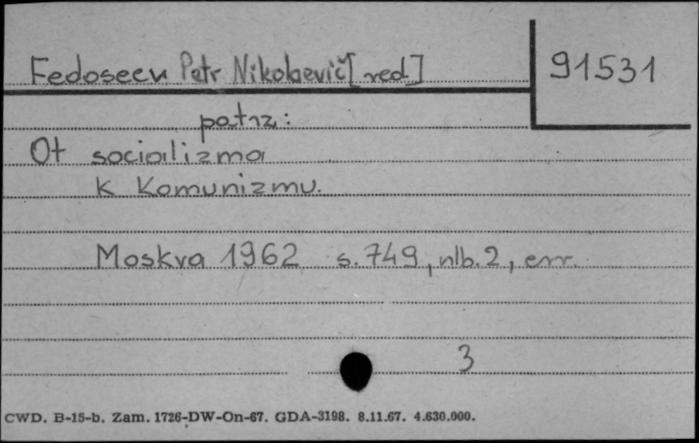 Fedoseev Petr Nikolaevič [red] 91531
patrz:
Ot socializma
k Komunizmu.
Moskva 1962 s. 749, nlb. 2, err.
3
CWD. B-15-b. Zam. 1726-DW-On-67. GDA-3198. 8.11.67. 4.630.000.